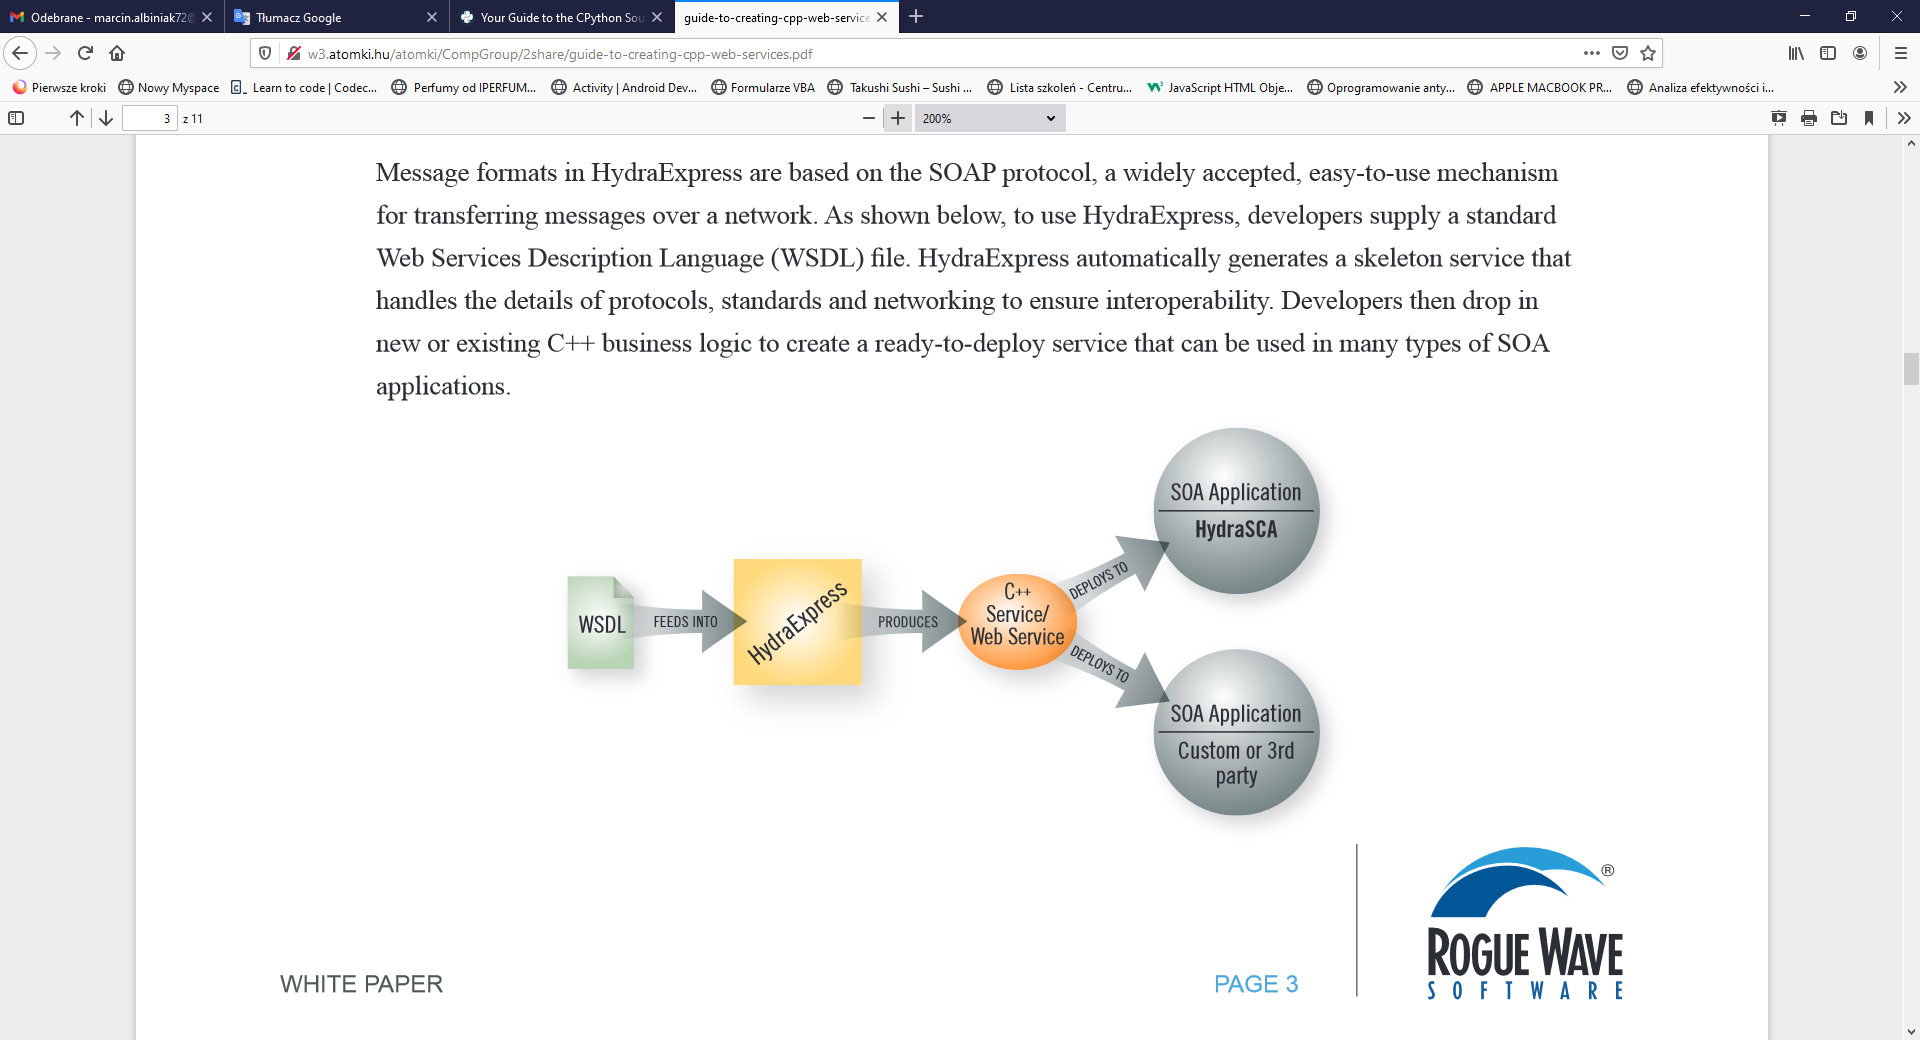 Odebrane - marcin.albiniak72@
Tłumacz Google
Your Guide to the CPython Sou
guide-to-creating-cpp-web-service
w3.atomki.hu/atomki/CompGroup/2share/guide-to-creating-cpp-web-services.pdf
Pierwsze kroki
Nowy Myspace
Learn to code | Codec...
Perfumy od IPERFUM...
Activity | Android Dev...
Formularze VBA
Takushi Sushi – Sushi ...
Lista szkoleń - Centru...
JavaScript HTML Obje...
Oprogramowanie anty...
APPLE MACBOOK PR...
Analiza efektywności i...
3 z 11
200%
Message formats in HydraExpress are based on the SOAP protocol, a widely accepted, easy-to-use mechanism
for transferring messages over a network. As shown below, to use HydraExpress, developers supply a standard
Web Services Description Language (WSDL) file. HydraExpress automatically generates a skeleton service that
handles the details of protocols, standards and networking to ensure interoperability. Developers then drop in
new or existing C++ business logic to create a ready-to-deploy service that can be used in many types of SOA
applications.
WSDL
FEEDS INTO
HydraExpress
PRODUCES
C++
Service/
Web Service
DEPLOYS TO
SOA Application
HydraSCA
DEPLOYS TO
SOA Application
Custom or 3rd
party
®
ROGUE WAVE
SOFTWARE
WHITE PAPER
PAGE 3